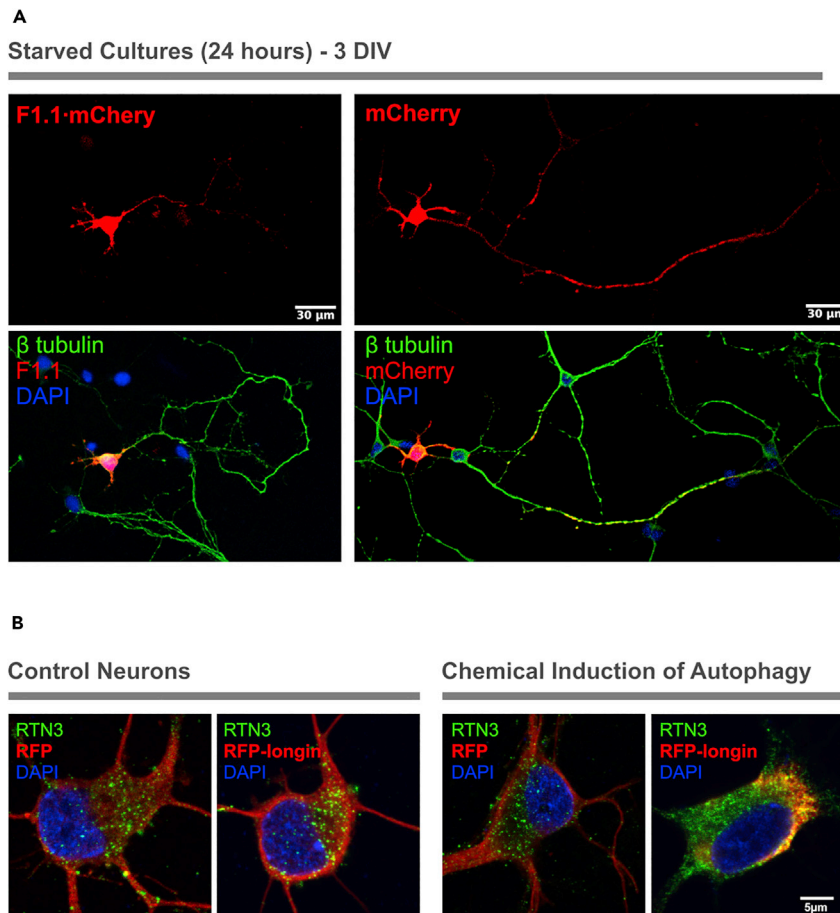 A
Starved Cultures (24 hours) - 3 DIV
F1.1·mChery
30 µm
mCherry
30 µm
β tubulin
F1.1
DAPI
β tubulin
mCherry
DAPI
B
Control Neurons
Chemical Induction of Autophagy
RTN3
RFP
DAPI
RTN3
RFP-longin
DAPI
RTN3
RFP
DAPI
RTN3
RFP-longin
DAPI
5µm